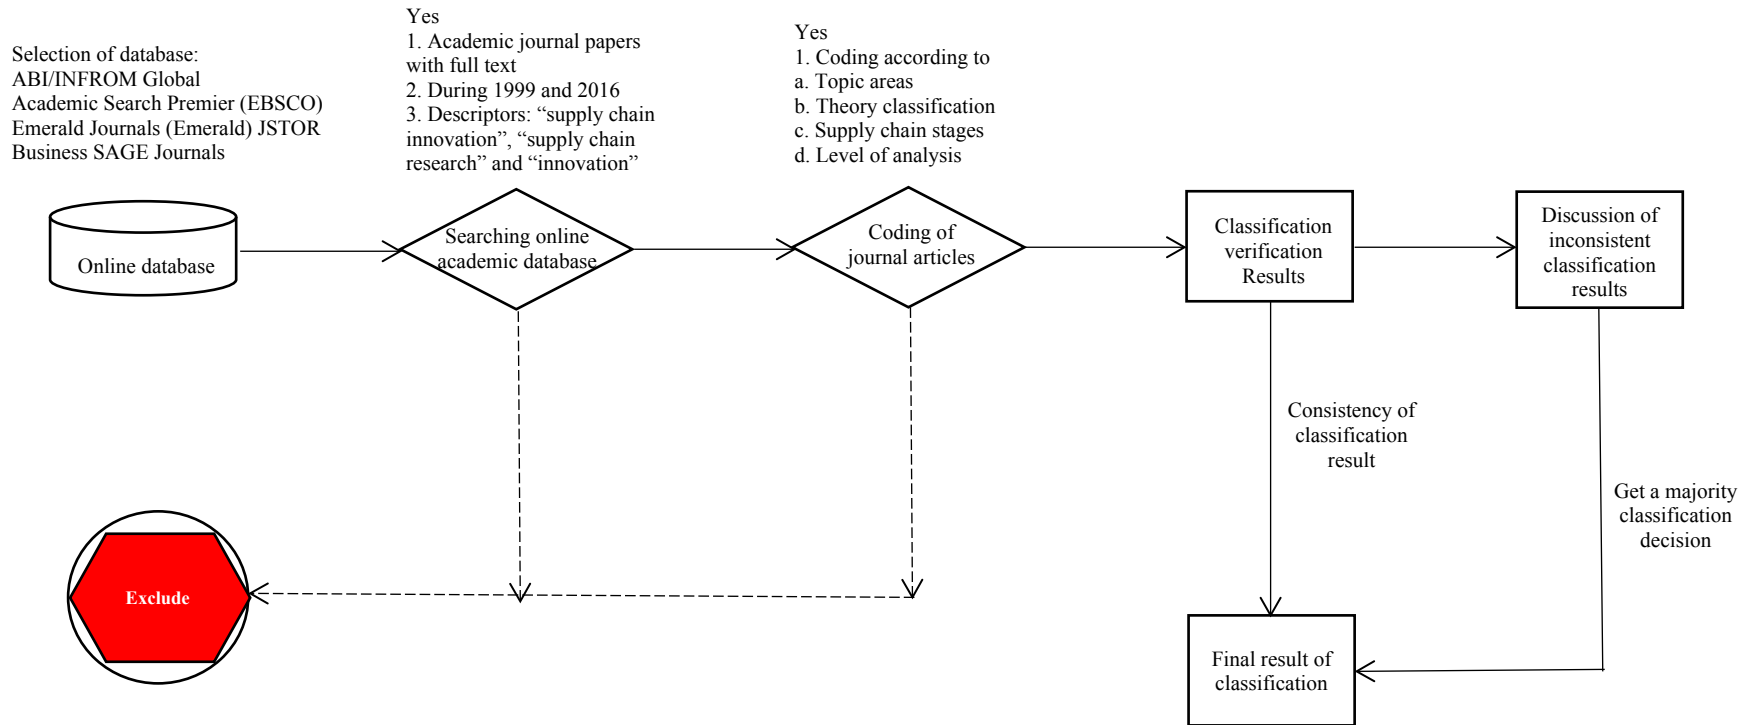 Selection of database:
ABI/INFROM Global
Academic Search Premier (EBSCO)
Emerald Journals (Emerald) JSTOR
Business SAGE Journals
Yes
1. Academic journal papers
with full text
2. During 1999 and 2016
3. Descriptors: “supply chain
innovation”, “supply chain
research” and “innovation”
Yes
1. Coding according to
a. Topic areas
b. Theory classification
c. Supply chain stages
d. Level of analysis
Online database
Searching online
academic database
Coding of
journal articles
Classification
verification
Results
Discussion of
inconsistent
classification
results
Consistency of
classification
result
Get a majority
classification
decision
Exclude
Final result of
classification